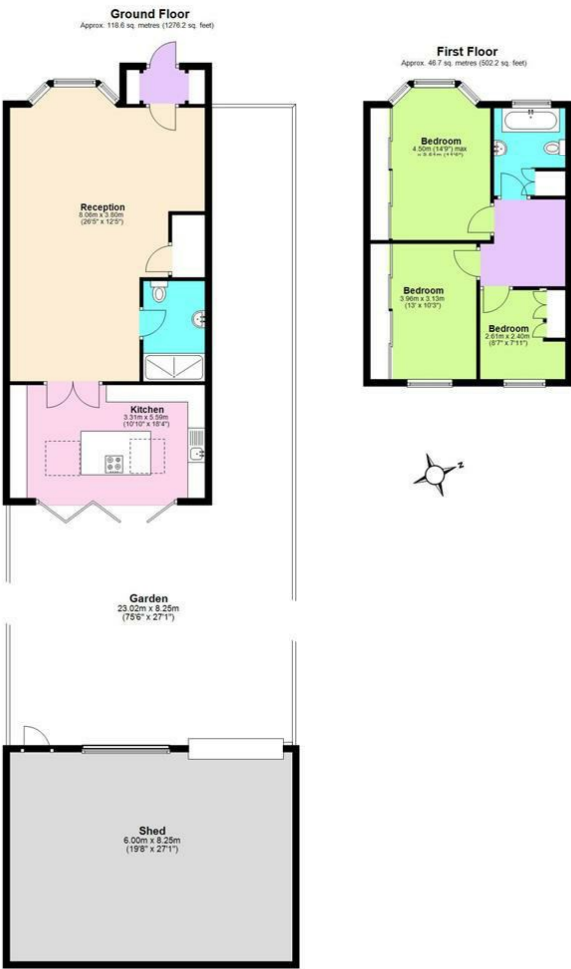 Ground Floor
Approx. 118.6 sq. metres (1276.2 sq. feet)
Reception
8.06m x 3.80m
(26'5" x 12'5")
Kitchen
3.31m x 5.59m
(10'10" x 18'4")
Garden
23.02m x 8.25m
(75'6" x 27'1")
Shed
6.00m x 8.25m
(19'8" x 27'1")
First Floor
Approx. 46.7 sq. metres (502.2 sq. feet)
Bedroom
4.50m (14'9") max
Bedroom
3.96m x 3.13m
(13' x 10'3")
Bedroom
2.61m x 2.40m
(8'7" x 7'11")
N